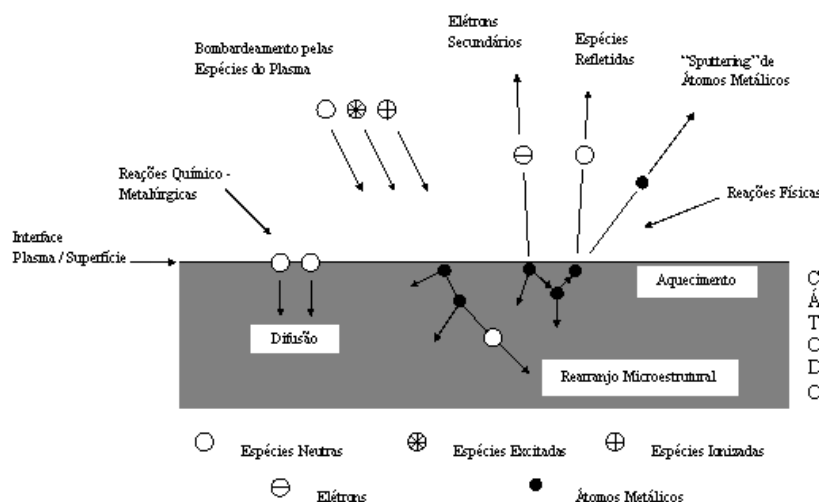 Elétrons
Secundários
Espécies
Refletidas
"Sputtering" de
Átomos Metálicos
Bombardeamento pelas
Espécies do Plasma
Reações Químico -
Metalúrgicas
Reações Físicas
Interface
Plasma / Superfície
Aquecimento
Difusão
Rearranjo Microestrutural
C
Á
T
O
D
O
Espécies Neutras
Espécies Excitadas
Espécies Ionizadas
Elétrons
Átomos Metálicos